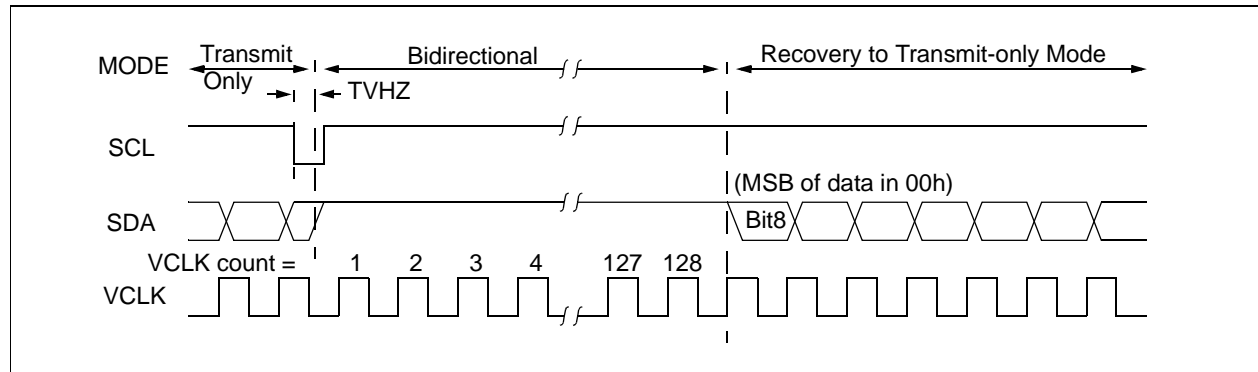 MODE Transmit Only Bidirectional Recovery to Transmit-only Mode
TVHZ
SCL
(MSB of data in 00h)
SDA Bit8
VCLK count = 1 2 3 4 127 128
VCLK